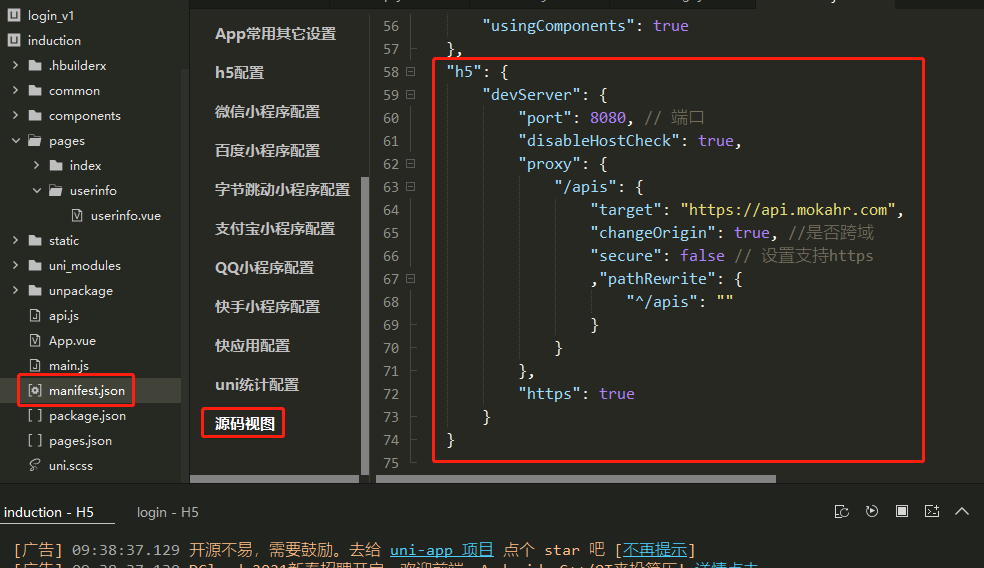 login_v1
induction
.hbuilderx
common
components
pages
index
userinfo
userinfo.vue
static
uni_modules
unpackage
api.js
App.vue
main.js
manifest.json
package.json
pages.json
uni.scss
App常用其它设置
h5配置
微信小程序配置
百度小程序配置
字节跳动小程序配置
支付宝小程序配置
QQ小程序配置
快手小程序配置
快应用配置
uni统计配置
源码视图
56 "usingComponents": true
57 },
58 "h5": {
59 "devServer": {
60 "port": 8080, // 端口
61 "disableHostCheck": true,
62 "proxy": {
63 "/apis": {
64 "target": "https://api.mokahr.com",
65 "changeOrigin": true, //是否跨域
66 "secure": false // 设置支持https
67 ,"pathRewrite": {
68 "^/apis": ""
69 }
70 }
71 },
72 "https": true
73 }
74 }
75
induction - H5 login - H5
[广告] 09:38:37.129 开源不易，需要鼓励。去给 uni-app 项目 点个 star 吧 [不再提示]